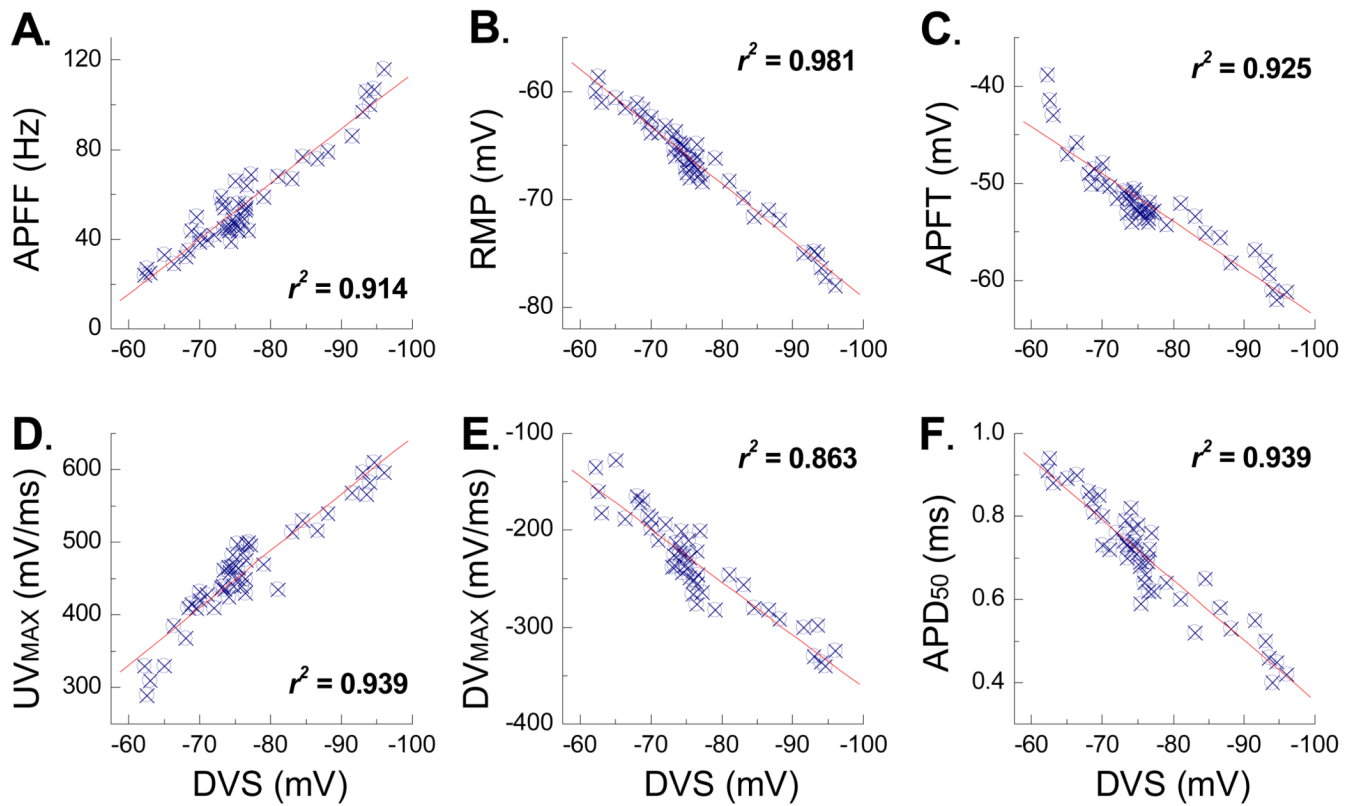 A.
APFF (Hz)
120
80
40
0
-60 -70 -80 -90 -100
r² = 0.914
B.
RMP (mV)
-60
-70
-80
-60 -70 -80 -90 -100
r² = 0.981
C.
APFT (mV)
-40
-50
-60
-60 -70 -80 -90 -100
r² = 0.925
D.
UVMAX (mV/ms)
600
500
400
300
-60 -70 -80 -90 -100
DVS (mV)
r² = 0.939
E.
DVMAX (mV/ms)
-100
-200
-300
-400
-60 -70 -80 -90 -100
DVS (mV)
r² = 0.863
F.
APD50 (ms)
1.0
0.8
0.6
0.4
-60 -70 -80 -90 -100
DVS (mV)
r² = 0.939